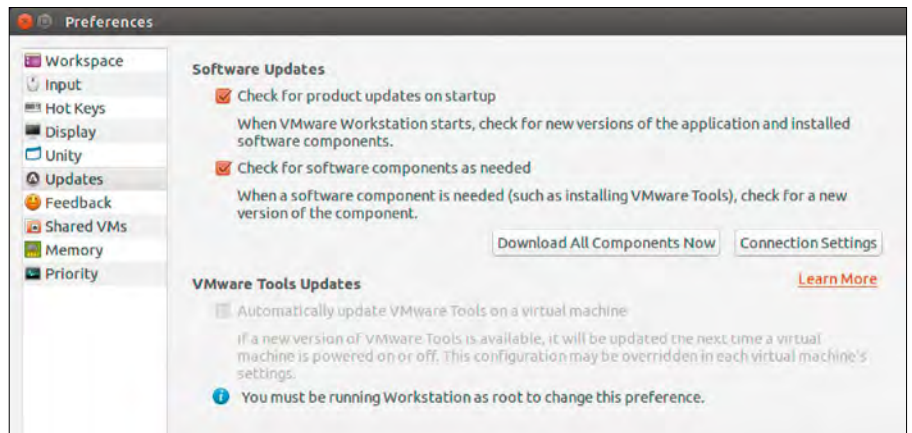 Preferences
Workspace
Input
Hot Keys
Display
Unity
Updates
Feedback
Shared VMs
Memory
Priority
Software Updates
Check for product updates on startup
When VMware Workstation starts, check for new versions of the application and installed
software components.
Check for software components as needed
When a software component is needed (such as installing VMware Tools), check for a new
version of the component.
Download All Components Now
Connection Settings
Learn More
VMware Tools Updates
Automatically update VMware Tools on a virtual machine
If a new version of VMware Tools is available, it will be updated the next time a virtual
machine is powered on or off. This configuration may be overridden in each virtual machine's
settings.
You must be running Workstation as root to change this preference.